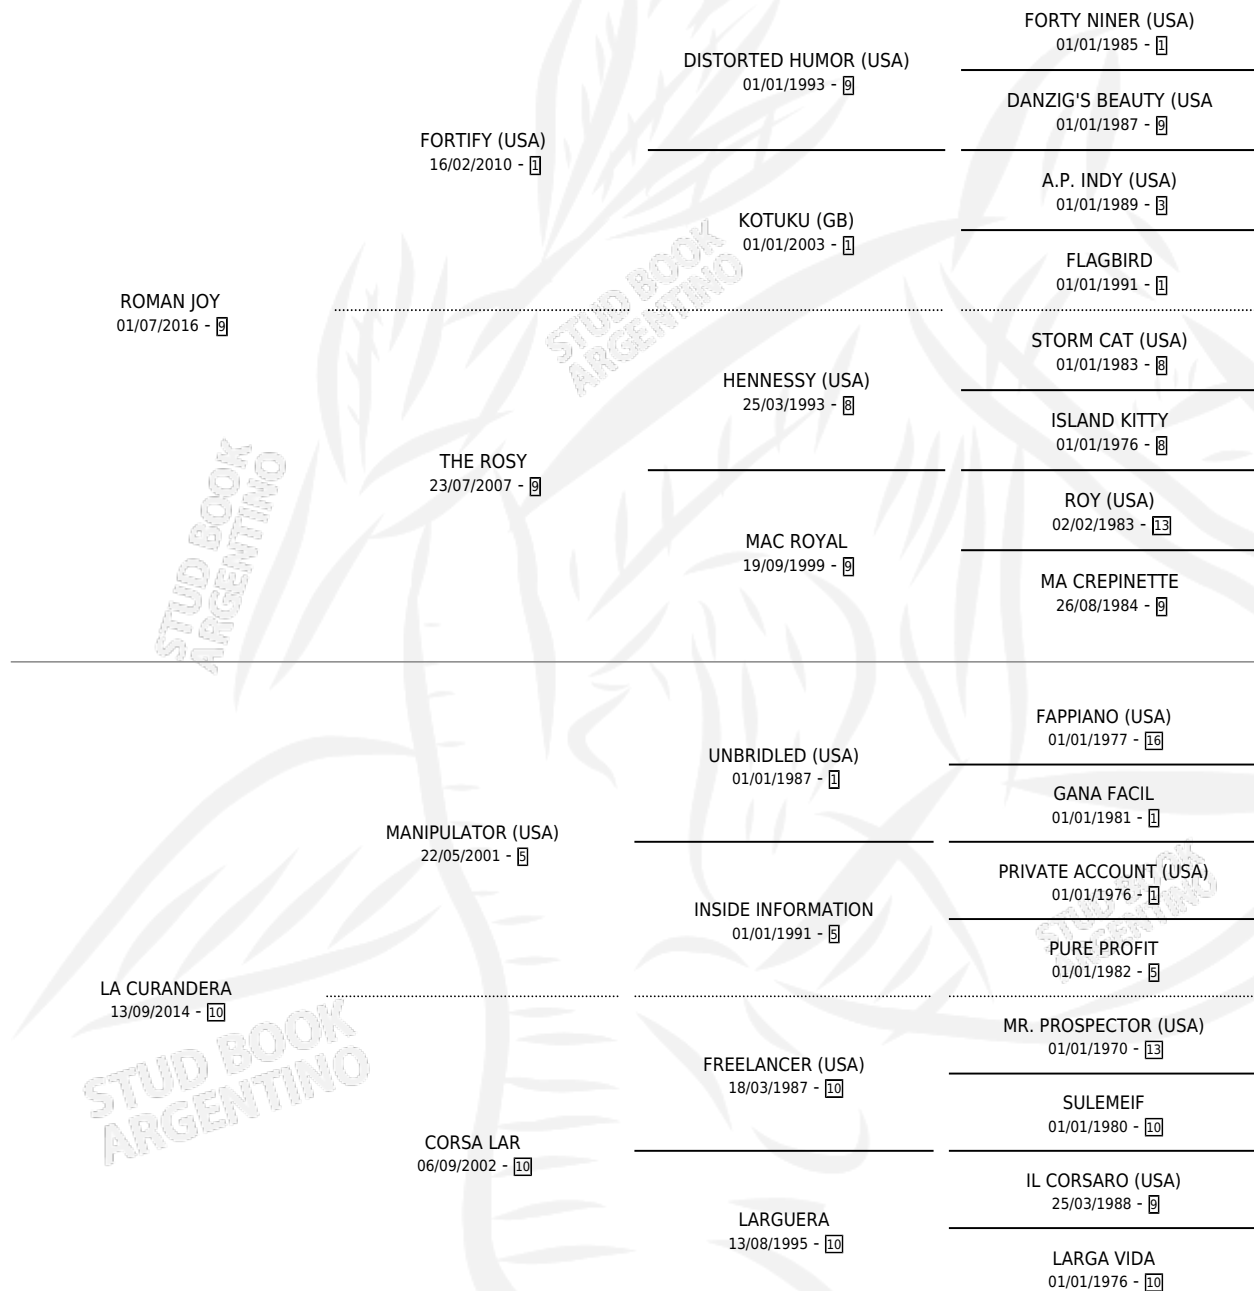 FORTY NINER (USA)
01/01/1985 - 1
DISTORTED HUMOR (USA)
01/01/1993 - 9
DANZIG'S BEAUTY (USA
01/01/1987 - 9
FORTIFY (USA)
16/02/2010 - 1
A.P. INDY (USA)
01/01/1989 - 3
KOTUKU (GB)
01/01/2003 - 1
FLAGBIRD
01/01/1991 - 1
ROMAN JOY
01/07/2016 - 9
STORM CAT (USA)
01/01/1983 - 8
HENNESSY (USA)
25/03/1993 - 8
ISLAND KITTY
01/01/1976 - 8
THE ROSY
23/07/2007 - 9
ROY (USA)
02/02/1983 - 13
MAC ROYAL
19/09/1999 - 9
MA CREPINETTE
26/08/1984 - 9
FAPPIANO (USA)
01/01/1977 - 16
UNBRIDLED (USA)
01/01/1987 - 1
GANA FACIL
01/01/1981 - 1
MANIPULATOR (USA)
22/05/2001 - 5
PRIVATE ACCOUNT (USA)
01/01/1976 - 1
INSIDE INFORMATION
01/01/1991 - 5
PURE PROFIT
01/01/1982 - 5
LA CURANDERA
13/09/2014 - 10
MR. PROSPECTOR (USA)
01/01/1970 - 13
FREELANCER (USA)
18/03/1987 - 10
SULEMEIF
01/01/1980 - 10
CORSA LAR
06/09/2002 - 10
IL CORSARO (USA)
25/03/1988 - 9
LARGUERA
13/08/1995 - 10
LARGA VIDA
01/01/1976 - 10
STUD BOOK
ARGENTINO
STUD BOOK
ARGENTINO
STUD BOOK
ARGENTINO
STUD BOOK
ARGENTINO